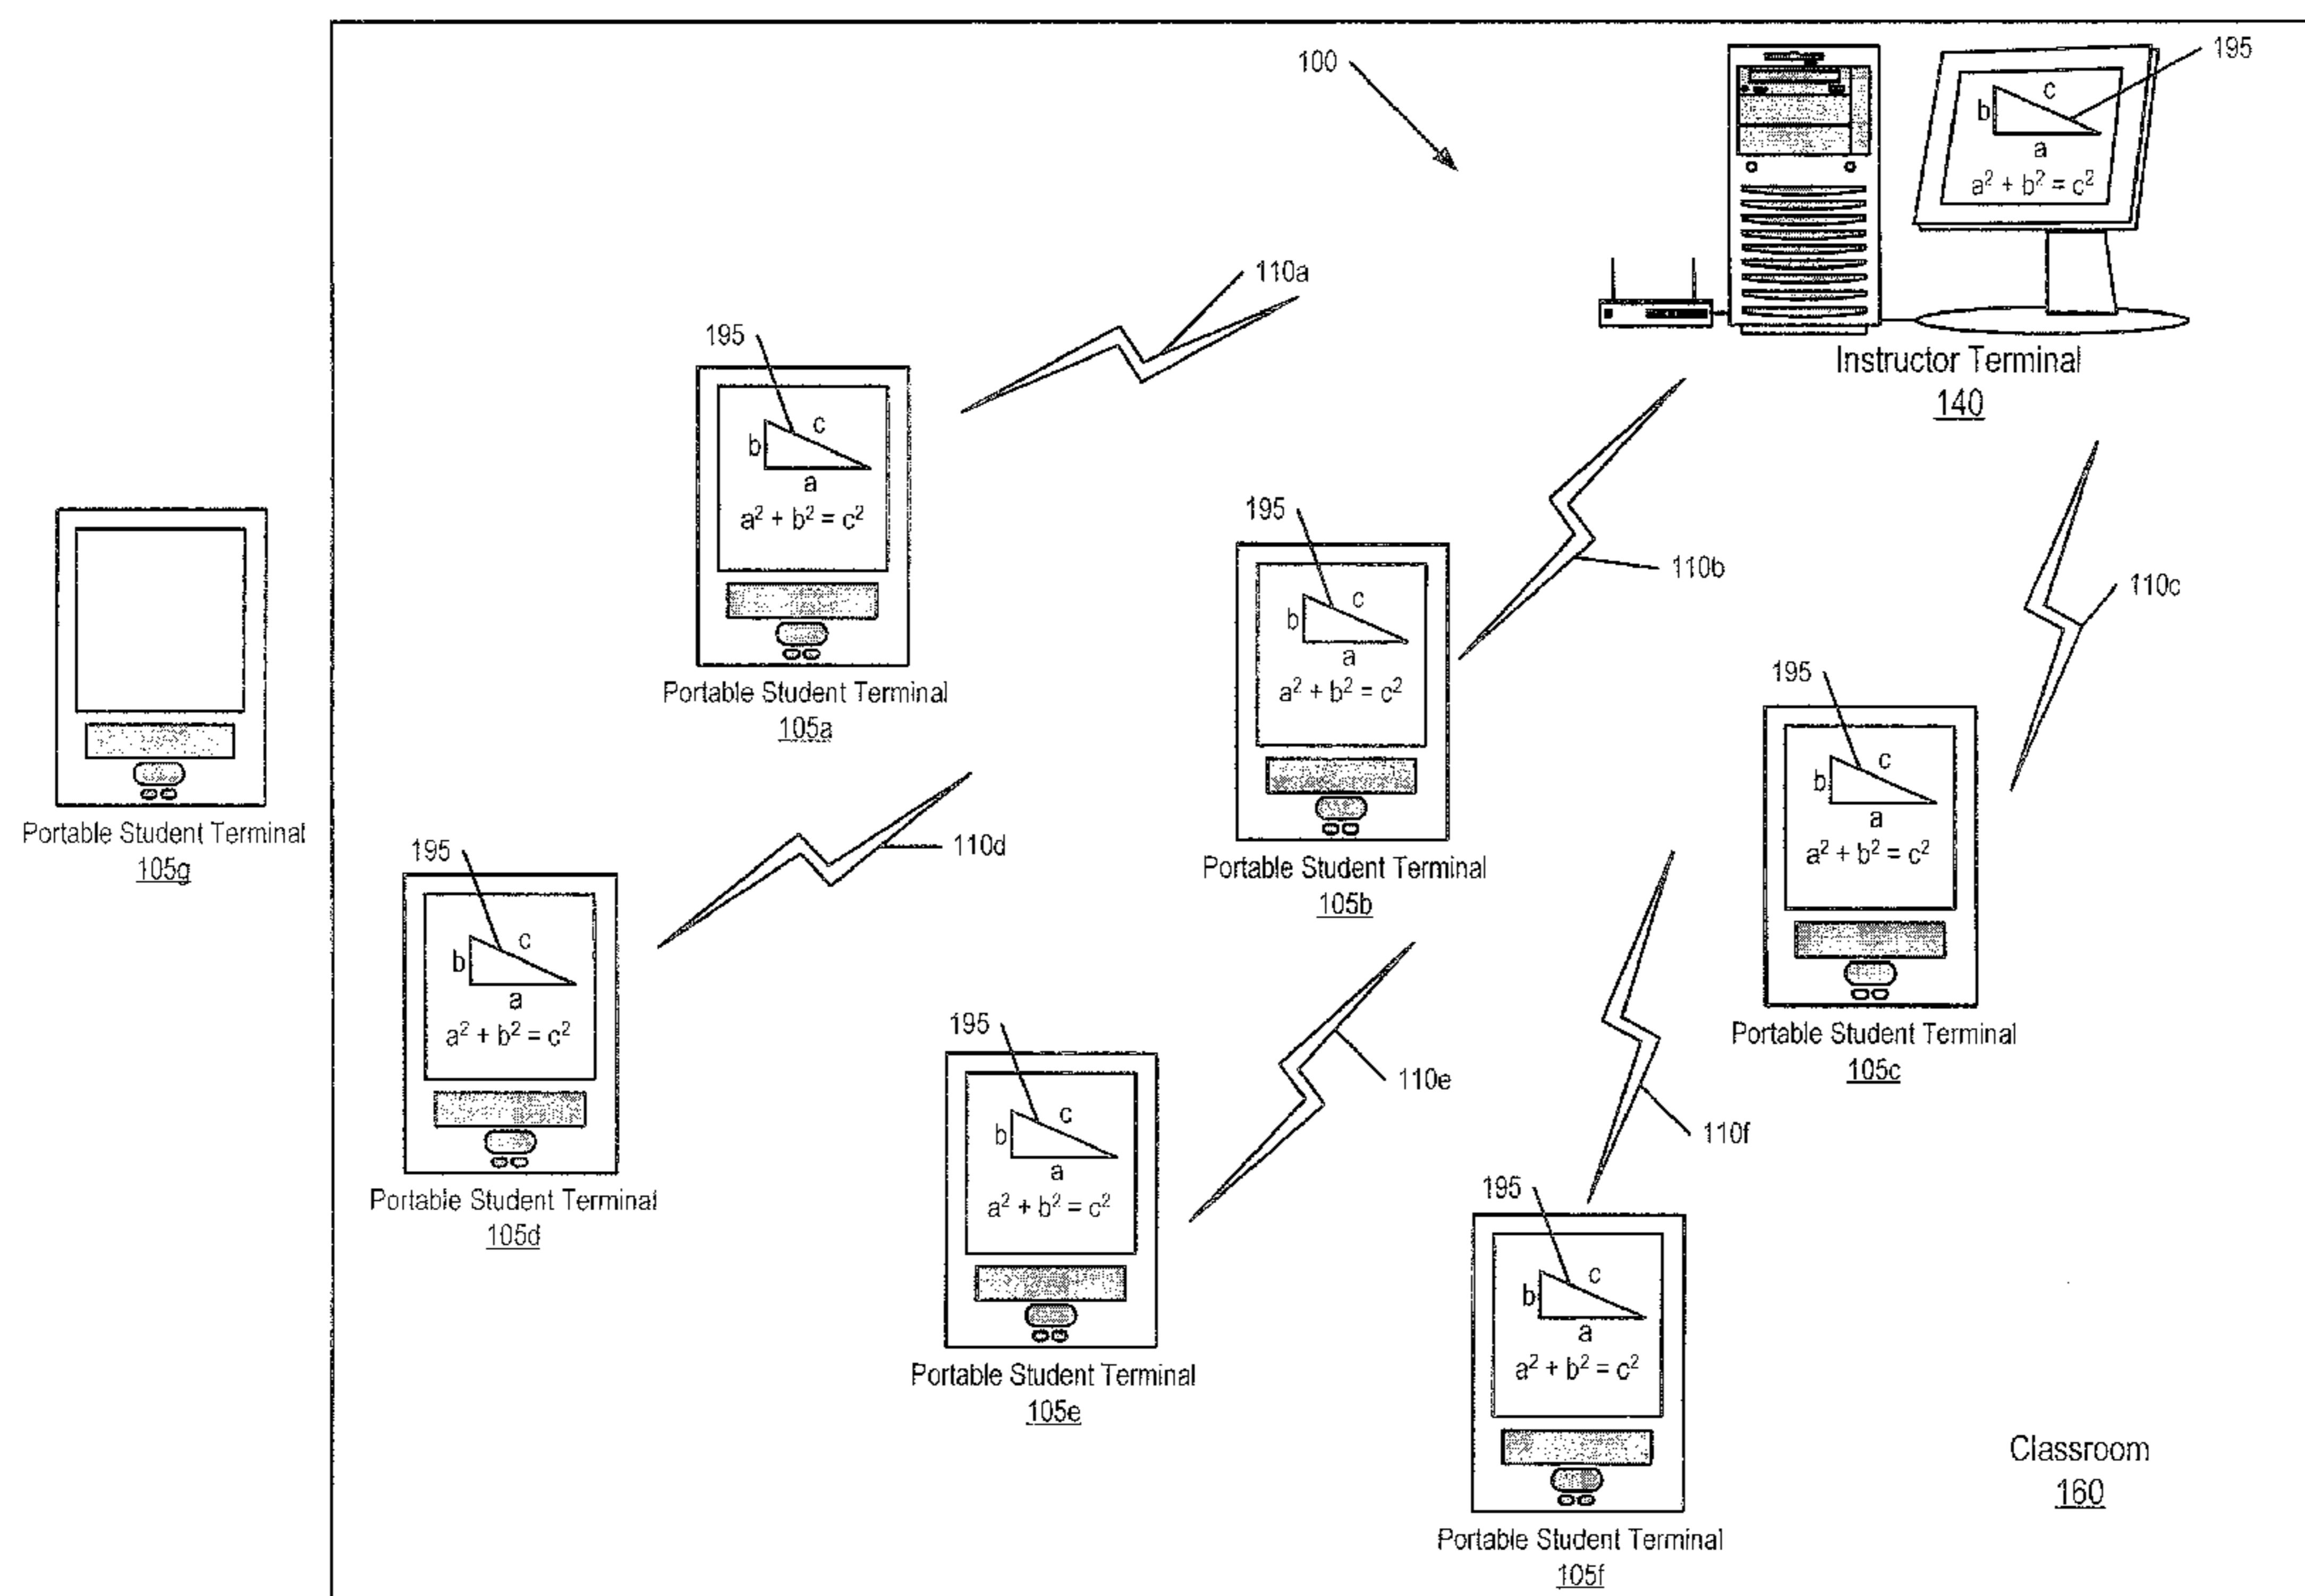 100
195
c
b
a
a² + b² = c²
Instructor Terminal
140
110a
195
c
b
a
a² + b² = c²
Portable Student Terminal
105a
110b
195
c
b
a
a² + b² = c²
Portable Student Terminal
105b
110c
195
c
b
a
a² + b² = c²
Portable Student Terminal
105c
Portable Student Terminal
105g
110d
195
c
b
a
a² + b² = c²
Portable Student Terminal
105d
110e
195
c
b
a
a² + b² = c²
Portable Student Terminal
105e
110f
195
c
b
a
a² + b² = c²
Portable Student Terminal
105f
Classroom
160